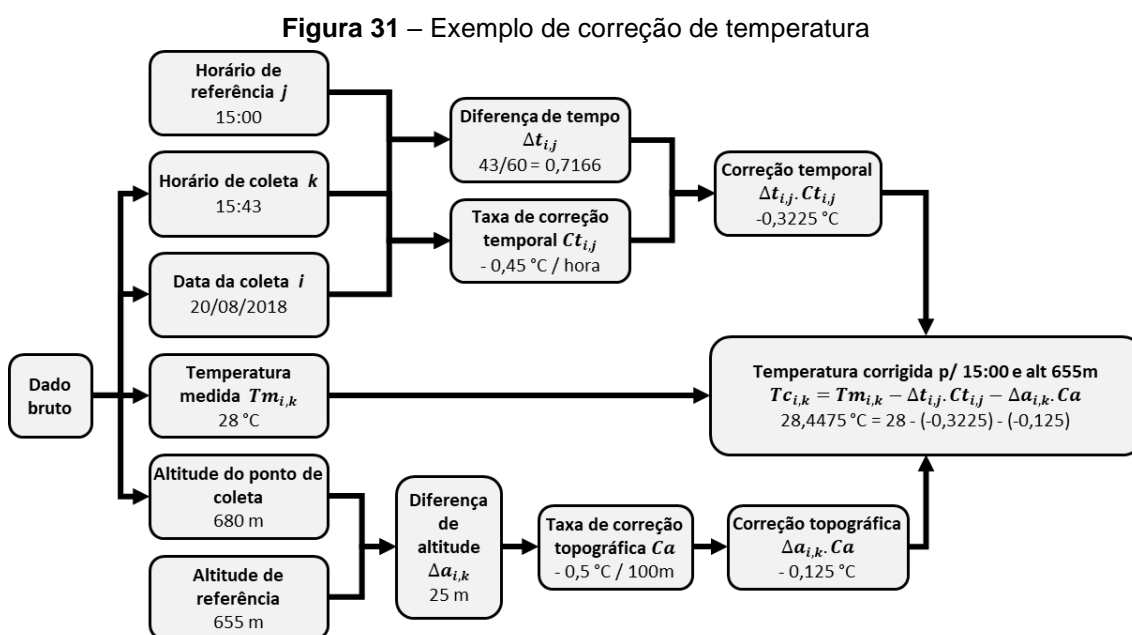 Figura 31 – Exemplo de correção de temperatura
Horário de
referência j
15:00
Horário de coleta k
15:43
Data da coleta i
20/08/2018
Dado
bruto
Temperatura
medida Tm_{i,k}
28 °C
Altitude do ponto de
coleta
680 m
Altitude de
referência
655 m
Diferença de tempo
Δt_{i,j}
43/60 = 0,7166
Taxa de correção
temporal Ct_{i,j}
- 0,45 °C / hora
Correção temporal
Δt_{i,j}.Ct_{i,j}
-0,3225 °C
Temperatura corrigida p/ 15:00 e alt 655m
Tc_{i,k} = Tm_{i,k} − Δt_{i,j}.Ct_{i,j} − Δa_{i,k}.Ca
28,4475 °C = 28 - (-0,3225) - (-0,125)
Diferença
de
altitude
Δa_{i,k}
25 m
Taxa de correção
topográfica Ca
- 0,5 °C / 100m
Correção topográfica
Δa_{i,k}.Ca
- 0,125 °C